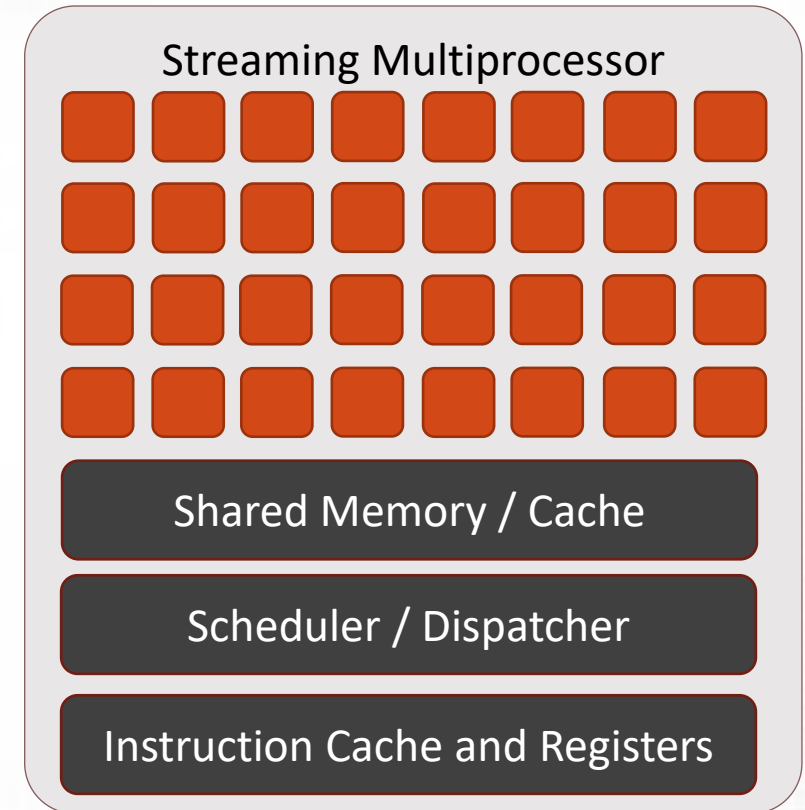 Streaming Multiprocessor
Shared Memory / Cache
Scheduler / Dispatcher
Instruction Cache and Registers